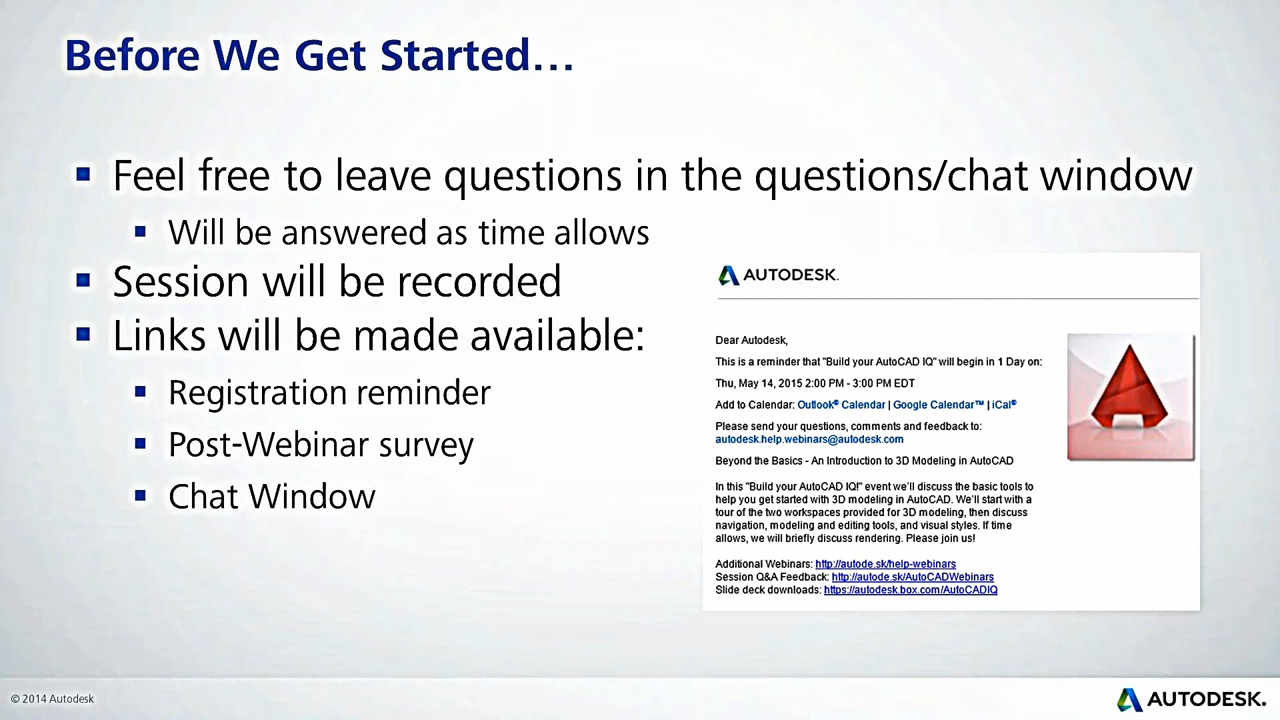 Before We Get Started…
Feel free to leave questions in the questions/chat window
Will be answered as time allows
Session will be recorded
Links will be made available:
Registration reminder
Post-Webinar survey
Chat Window
AUTODESK.
Dear Autodesk,
This is a reminder that "Build your AutoCAD IQ" will begin in 1 Day on:
Thu, May 14, 2015 2:00 PM - 3:00 PM EDT
Add to Calendar: Outlook® Calendar | Google Calendar™ | iCal®
Please send your questions, comments and feedback to:
autodesk.help.webinars@autodesk.com
Beyond the Basics - An Introduction to 3D Modeling in AutoCAD
In this "Build your AutoCAD IQ!" event we'll discuss the basic tools to
help you get started with 3D modeling in AutoCAD. We'll start with a
tour of the two workspaces provided for 3D modeling, then discuss
navigation, modeling and editing tools, and visual styles. If time
allows, we will briefly discuss rendering. Please join us!
Additional Webinars: http://autode.sk/help-webinars
Session Q&A Feedback: http://autode.sk/AutoCADWebinars
Slide deck downloads: https://autodesk.box.com/AutoCADIQ
© 2014 Autodesk
AUTODESK.